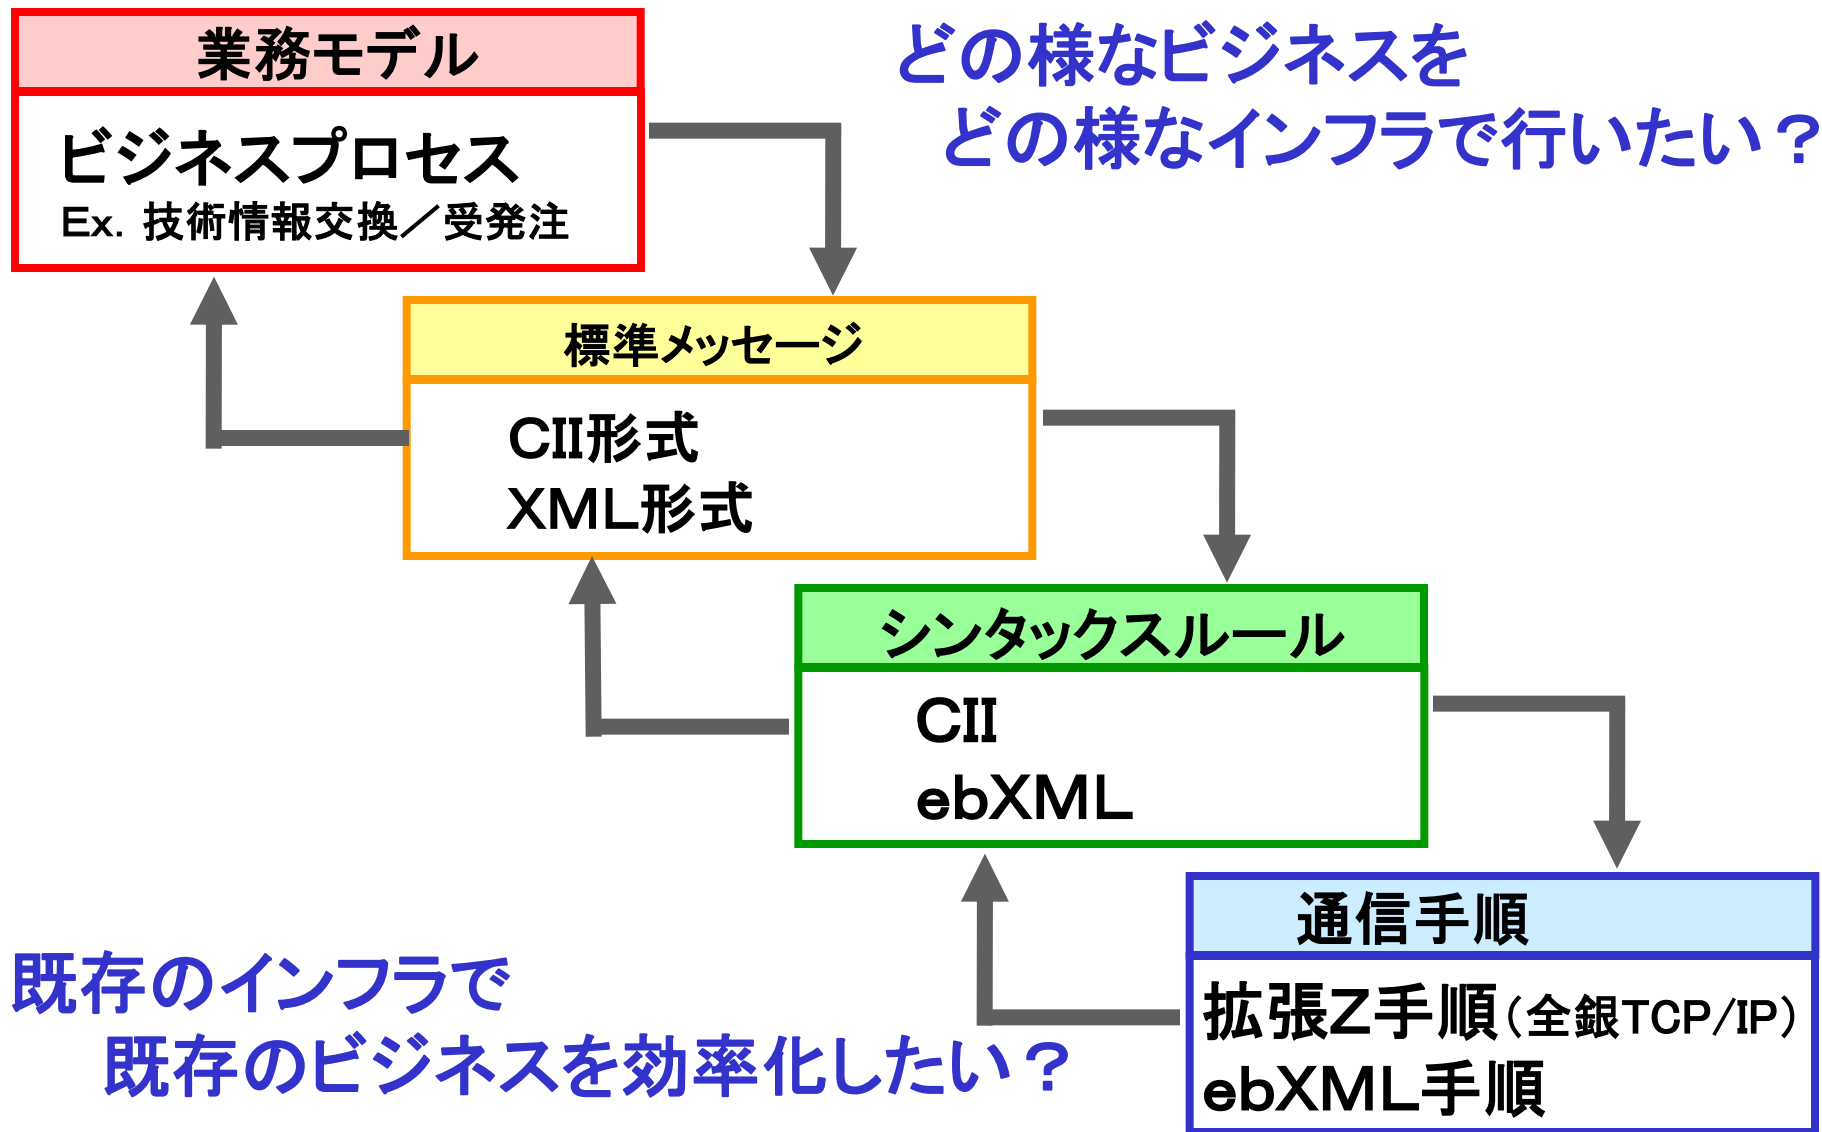 業務モデル
どの様なビジネスを
どの様なインフラで行いたい？
ビジネスプロセス
Ex. 技術情報交換／受発注
標準メッセージ
CII形式
XML形式
シンタックスルール
CII
ebXML
通信手順
拡張Z手順(全銀TCP/IP)
ebXML手順
既存のインフラで
既存のビジネスを効率化したい？